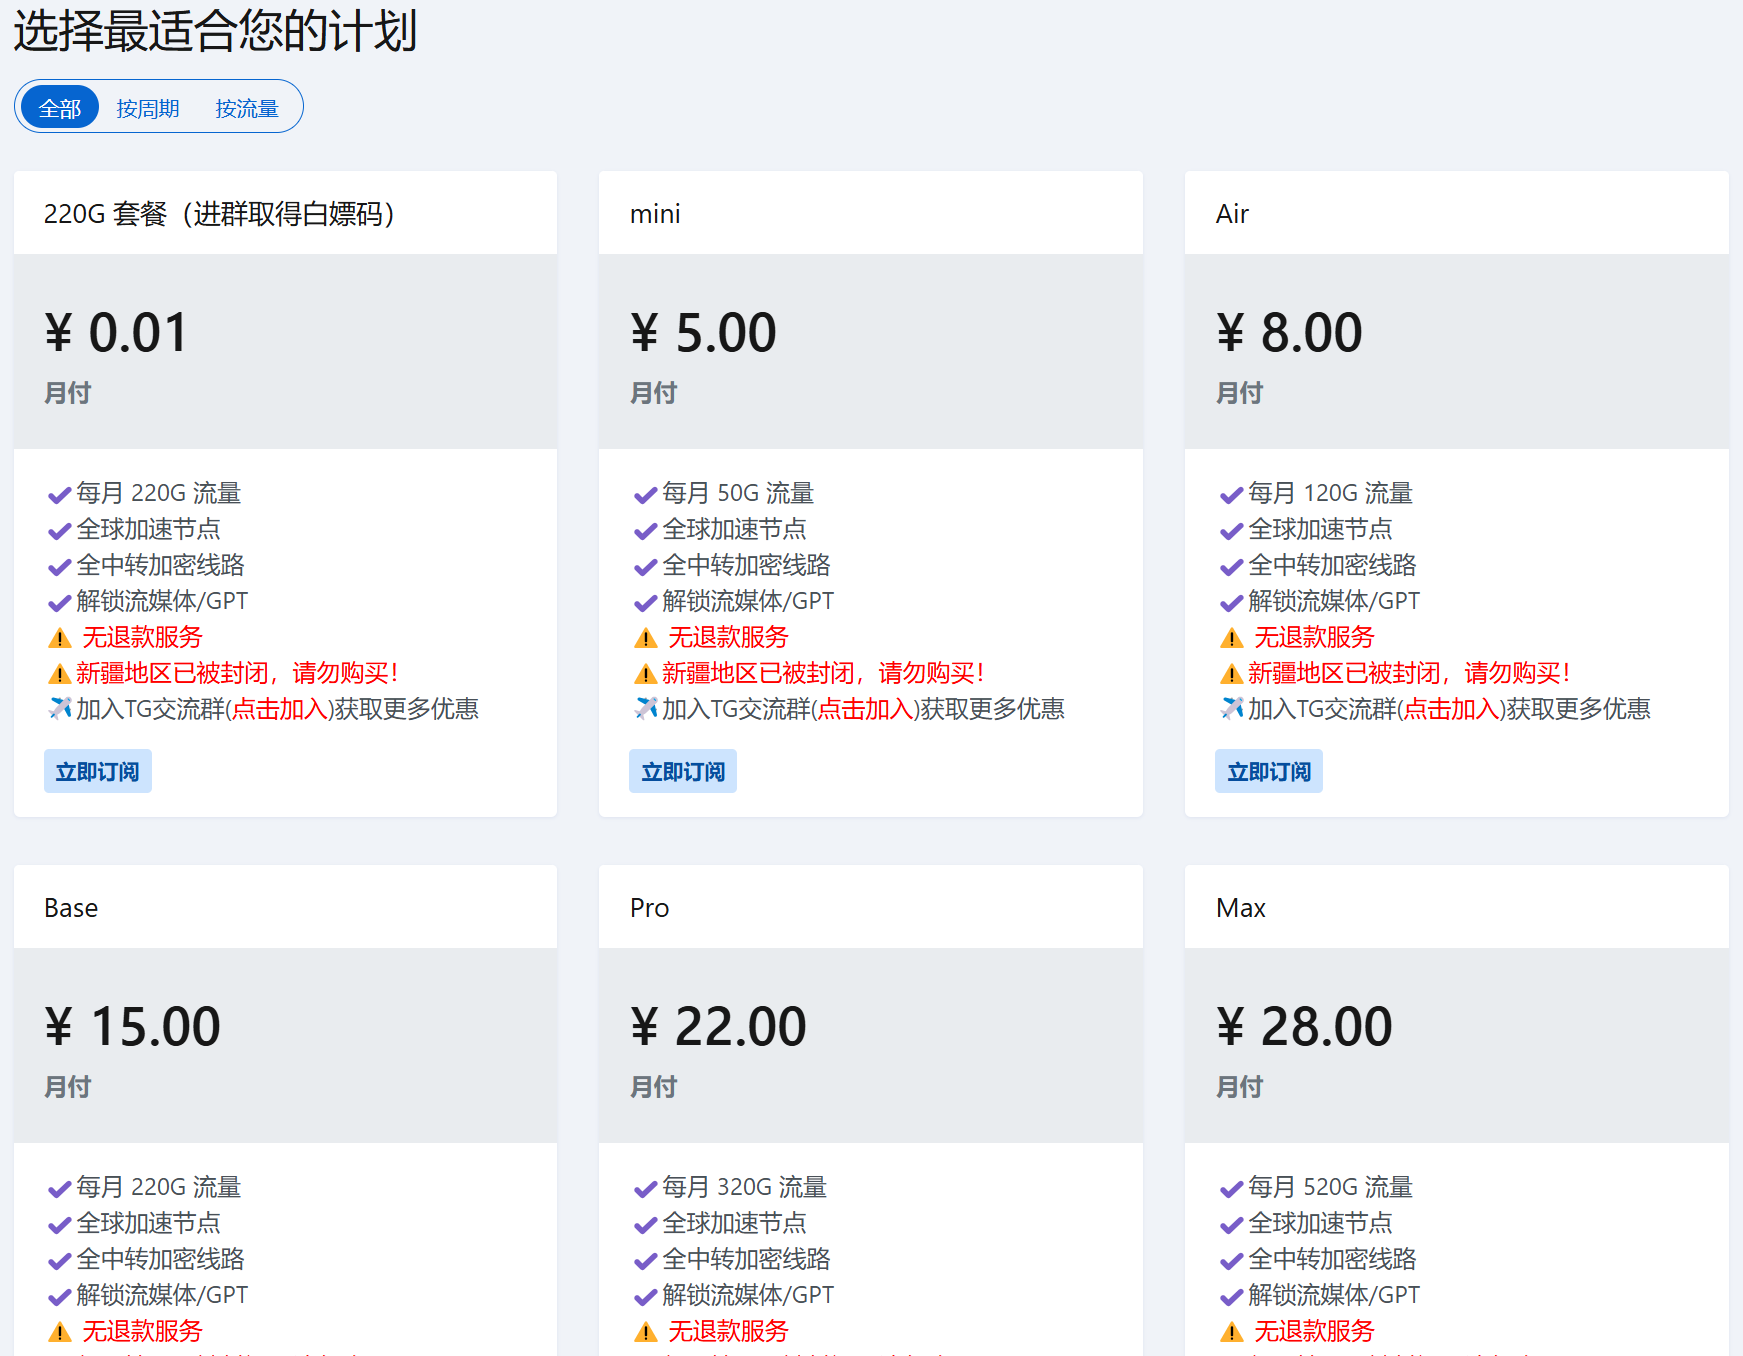 选择最适合您的计划
全部 按周期 按流量
220G 套餐（进群取得白嫖码）
¥ 0.01
月付
每月 220G 流量
全球加速节点
全中转加密线路
解锁流媒体/GPT
无退款服务
新疆地区已被封闭，请勿购买！
加入TG交流群(点击加入)获取更多优惠
立即订阅
mini
¥ 5.00
月付
每月 50G 流量
全球加速节点
全中转加密线路
解锁流媒体/GPT
无退款服务
新疆地区已被封闭，请勿购买！
加入TG交流群(点击加入)获取更多优惠
立即订阅
Air
¥ 8.00
月付
每月 120G 流量
全球加速节点
全中转加密线路
解锁流媒体/GPT
无退款服务
新疆地区已被封闭，请勿购买！
加入TG交流群(点击加入)获取更多优惠
立即订阅
Base
¥ 15.00
月付
每月 220G 流量
全球加速节点
全中转加密线路
解锁流媒体/GPT
无退款服务
Pro
¥ 22.00
月付
每月 320G 流量
全球加速节点
全中转加密线路
解锁流媒体/GPT
无退款服务
Max
¥ 28.00
月付
每月 520G 流量
全球加速节点
全中转加密线路
解锁流媒体/GPT
无退款服务